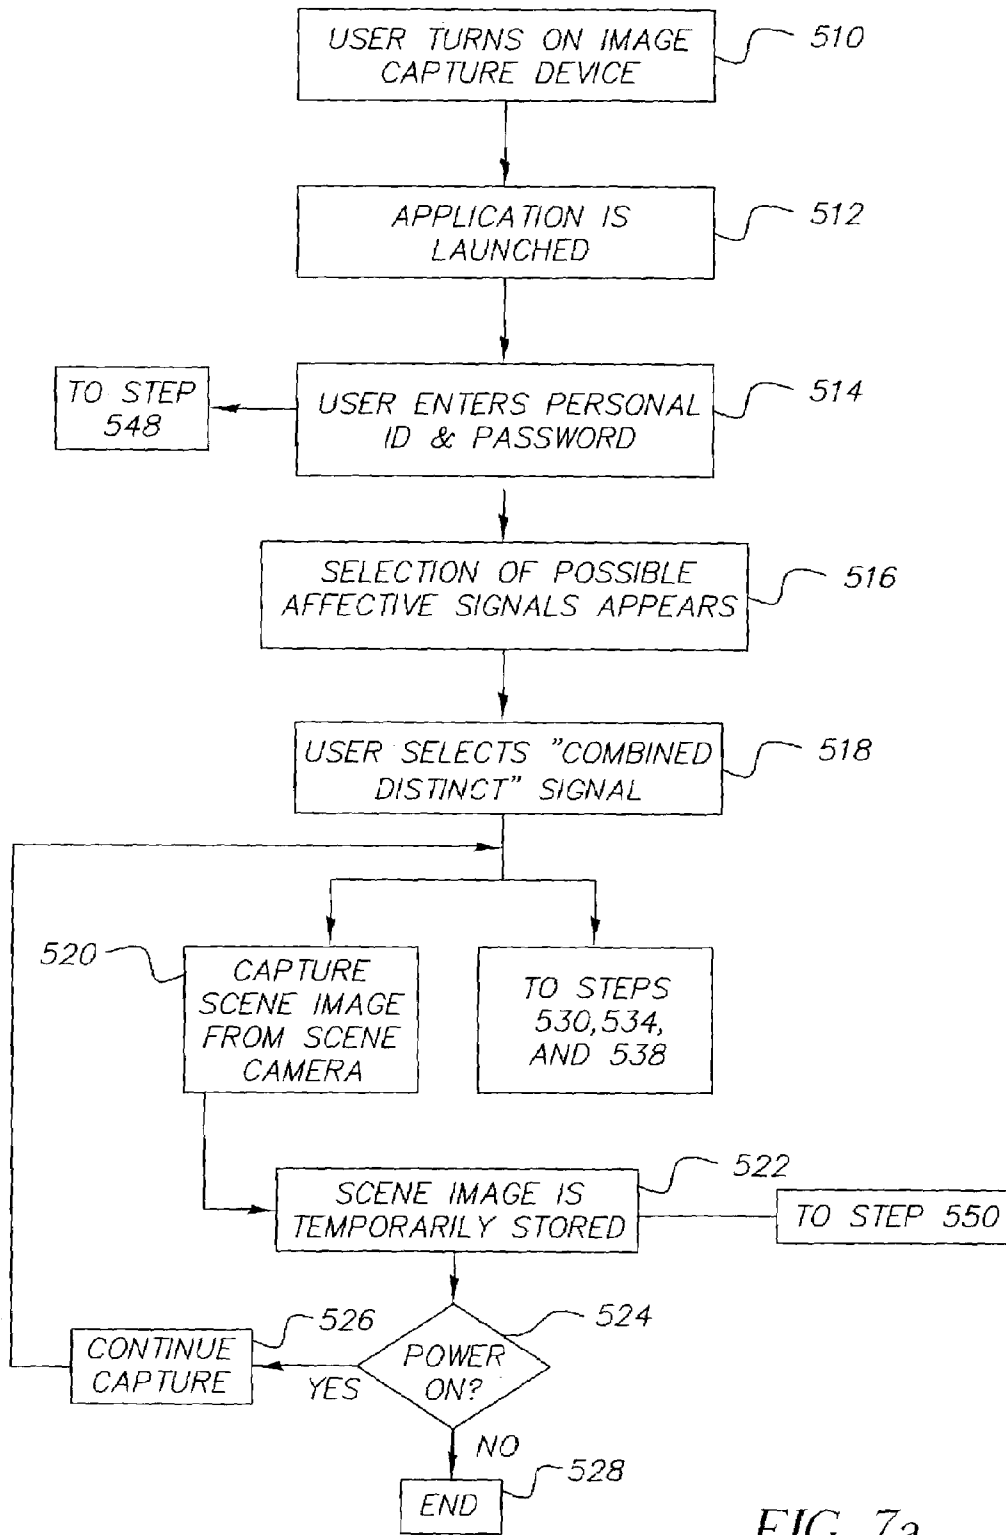 USER TURNS ON IMAGE
CAPTURE DEVICE
510
APPLICATION IS
LAUNCHED
512
TO STEP
548
USER ENTERS PERSONAL
ID & PASSWORD
514
SELECTION OF POSSIBLE
AFFECTIVE SIGNALS APPEARS
516
USER SELECTS "COMBINED
DISTINCT" SIGNAL
518
520
CAPTURE
SCENE IMAGE
FROM SCENE
CAMERA
TO STEPS
530,534,
AND 538
SCENE IMAGE IS
TEMPORARILY STORED
522
TO STEP 550
526
CONTINUE
CAPTURE
YES
POWER
ON?
524
NO
END
528
FIG. 7a